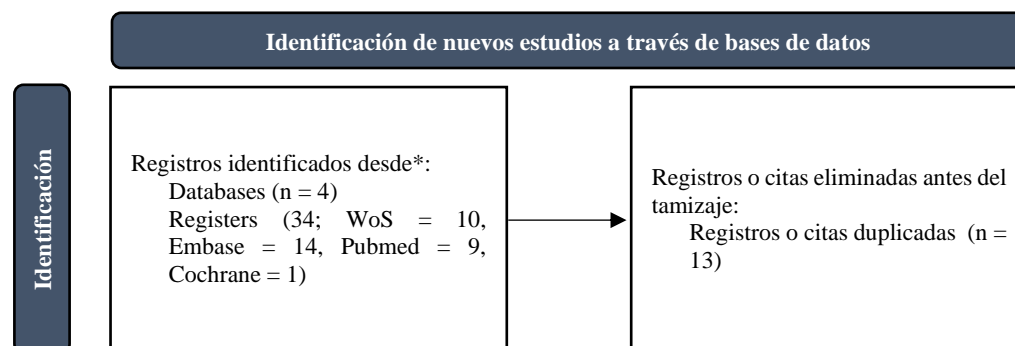 Identificación de nuevos estudios a través de bases de datos
Identificación
Registros identificados desde*:
Databases (n = 4)
Registers (34; WoS = 10,
Embase = 14, Pubmed = 9,
Cochrane = 1)
Registros o citas eliminadas antes del
tamizaje:
Registros o citas duplicadas (n =
13)